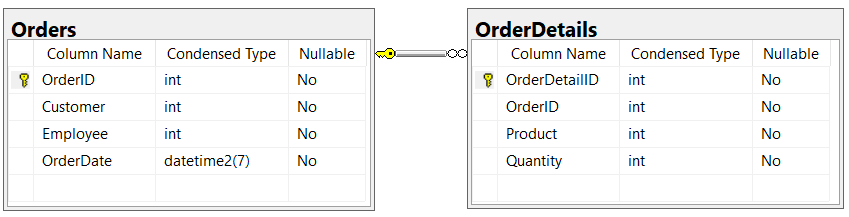 Orders
Column Name Condensed Type Nullable
OrderID int No
Customer int No
Employee int No
OrderDate datetime2(7) No
OrderDetails
Column Name Condensed Type Nullable
OrderDetailID int No
OrderID int No
Product int No
Quantity int No